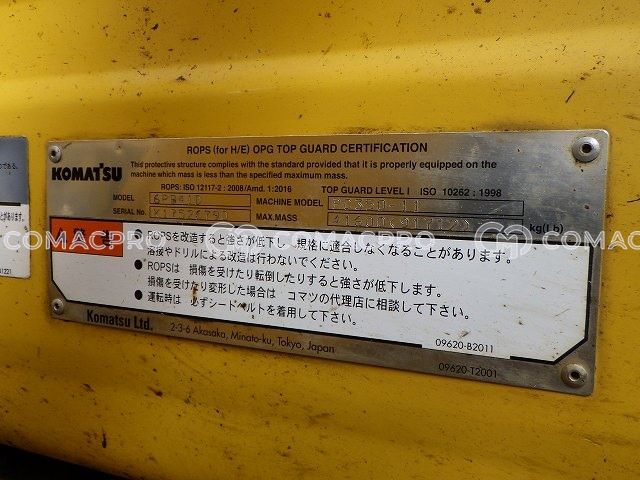 ROPS (for H/E) OPG TOP GUARD CERTIFICATION
KOMATSU
This protective structure complies with the standard provided that it is properly equipped on the
machine which mass is less than the specified maximum mass.
ROPS: ISO 12117-2 : 2008/Amd. 1:2016 TOP GUARD LEVEL I ISO 10262 : 1998
MODEL MACHINE MODEL
SERIAL No. MAX.MASS kg(lb)
COMACPRO COMACPRO COMACPRO
● ROPSを改造すると強さが低下し 規格に適合しなくなることがあります。
溶接やドリルによる改造は行わないでください。
● ROPSは 損傷を受けたり転倒したりすると強さが低下します。
損傷を受けたり変形した場合は コマツの代理店に相談して下さい。
● 運転時は 必ずシートベルトを着用して下さい。
Komatsu Ltd.
2-3-6 Akasaka, Minato-ku, Tokyo, Japan
09620-B2011
09620-T2001